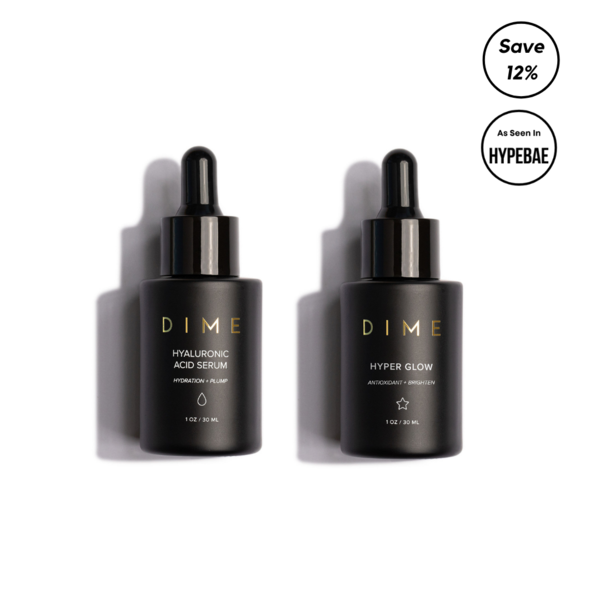 Save
12%
As Seen In
HYPEBAE
DIME
HYALURONIC
ACID SERUM
HYDRATION + PLUMP
1 OZ / 30 ML
DIME
HYPER GLOW
ANTIOXIDANT + BRIGHTEN
1 OZ / 30 ML